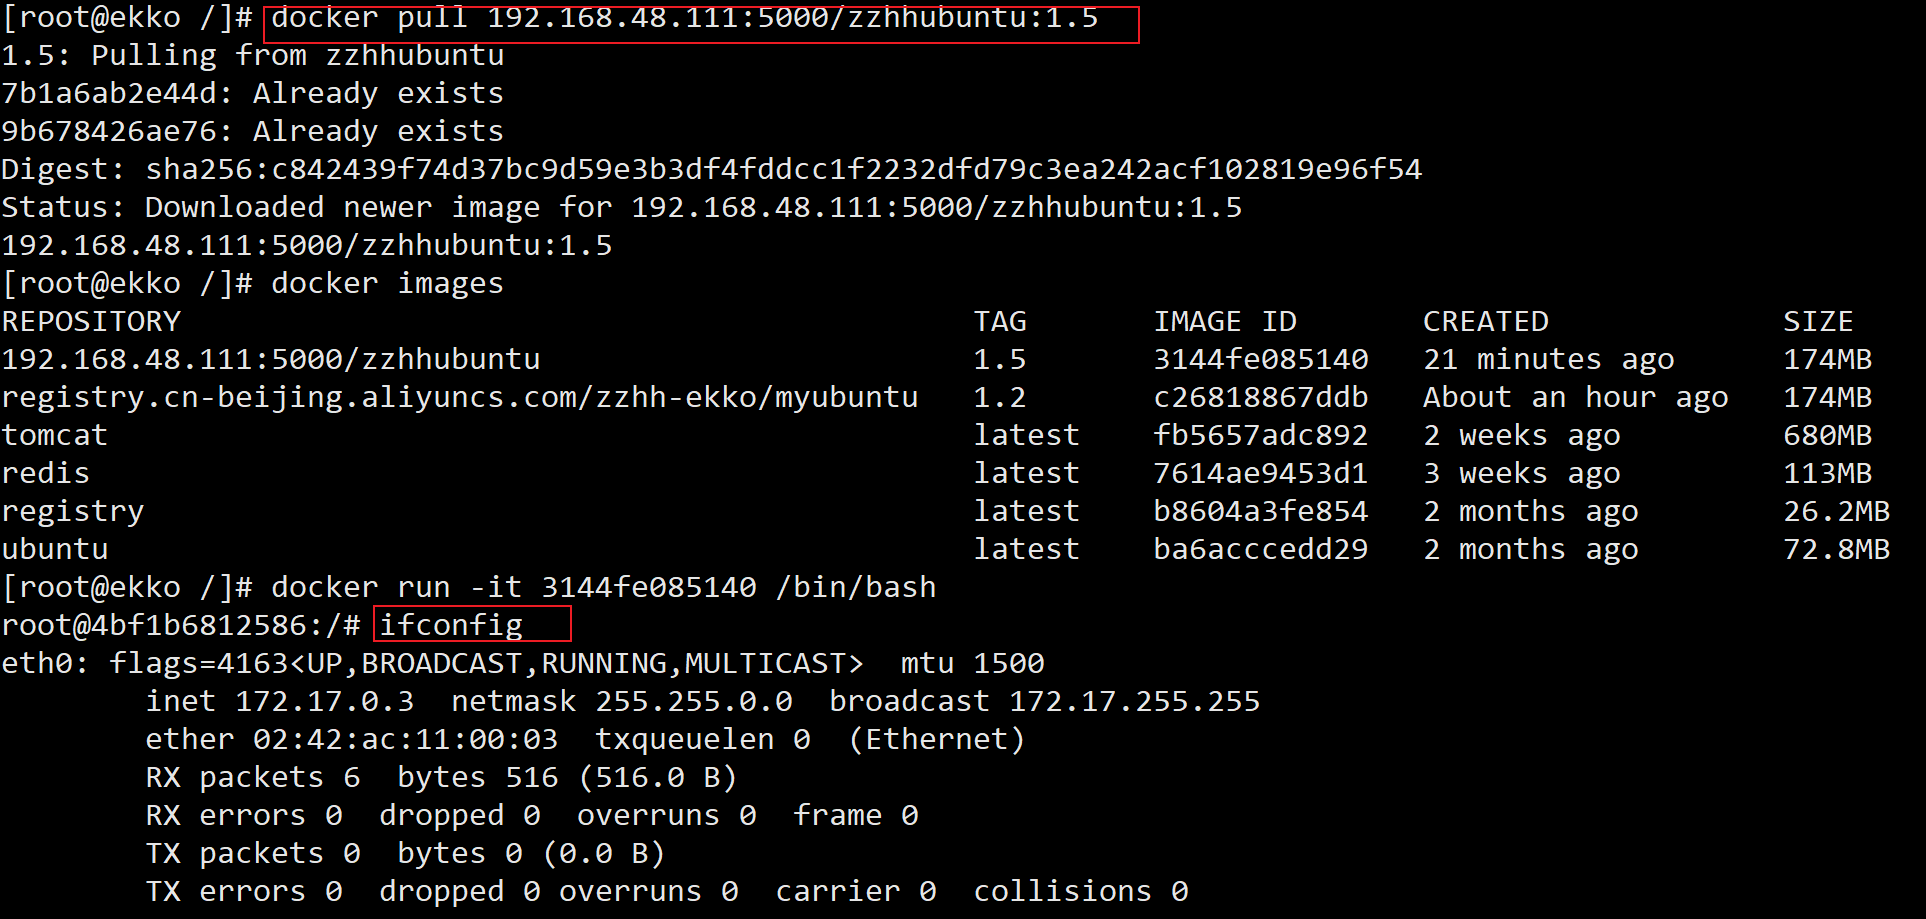 [root@ekko /]# docker pull 192.168.48.111:5000/zzhhubuntu:1.5
1.5: Pulling from zzhhubuntu
7b1a6ab2e44d: Already exists
9b678426ae76: Already exists
Digest: sha256:c842439f74d37bc9d59e3b3df4fddcc1f2232dfd79c3ea242acf102819e96f54
Status: Downloaded newer image for 192.168.48.111:5000/zzhhubuntu:1.5
192.168.48.111:5000/zzhhubuntu:1.5
[root@ekko /]# docker images
REPOSITORY TAG IMAGE ID CREATED SIZE
192.168.48.111:5000/zzhhubuntu 1.5 3144fe085140 21 minutes ago 174MB
registry.cn-beijing.aliyuncs.com/zzhh-ekko/myubuntu 1.2 c26818867ddb About an hour ago 174MB
tomcat latest fb5657adc892 2 weeks ago 680MB
redis latest 7614ae9453d1 3 weeks ago 113MB
registry latest b8604a3fe854 2 months ago 26.2MB
ubuntu latest ba6acccedd29 2 months ago 72.8MB
[root@ekko /]# docker run -it 3144fe085140 /bin/bash
root@4bf1b6812586:/# ifconfig
eth0: flags=4163<UP,BROADCAST,RUNNING,MULTICAST>  mtu 1500
        inet 172.17.0.3  netmask 255.255.0.0  broadcast 172.17.255.255
        ether 02:42:ac:11:00:03  txqueuelen 0  (Ethernet)
        RX packets 6  bytes 516 (516.0 B)
        RX errors 0  dropped 0  overruns 0  frame 0
        TX packets 0  bytes 0 (0.0 B)
        TX errors 0  dropped 0 overruns 0  carrier 0  collisions 0